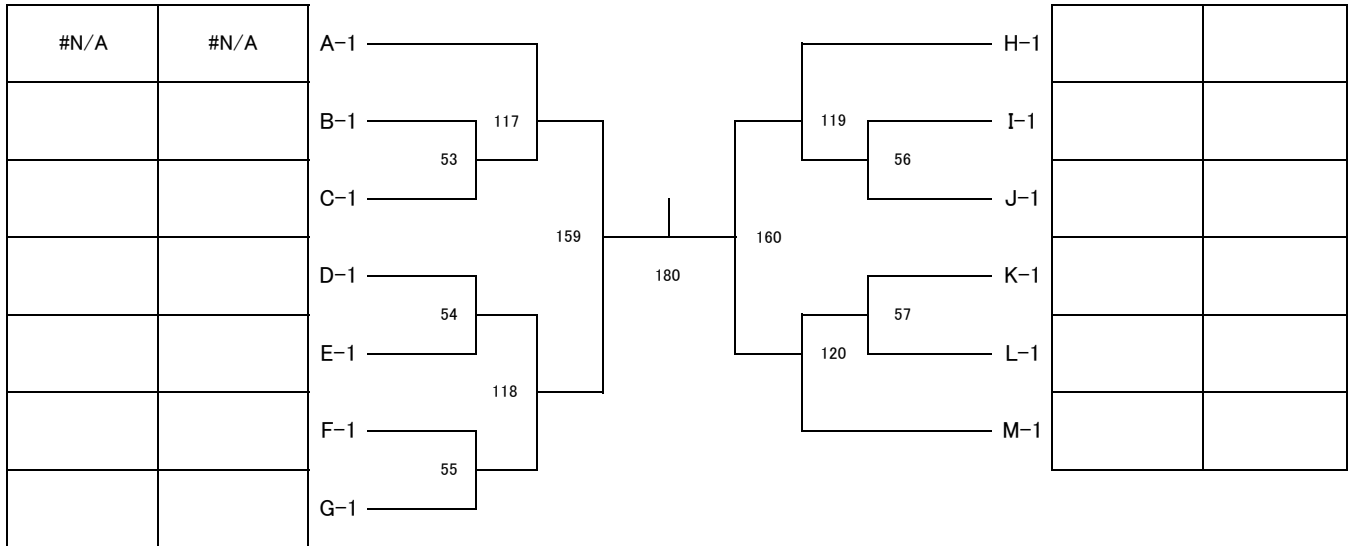 #N/A #N/A A-1 H-1
B-1 117 119 I-1
53 56
C-1 J-1
159 160
D-1 180 K-1
54 57
E-1 120 L-1
118
F-1 M-1
55
G-1